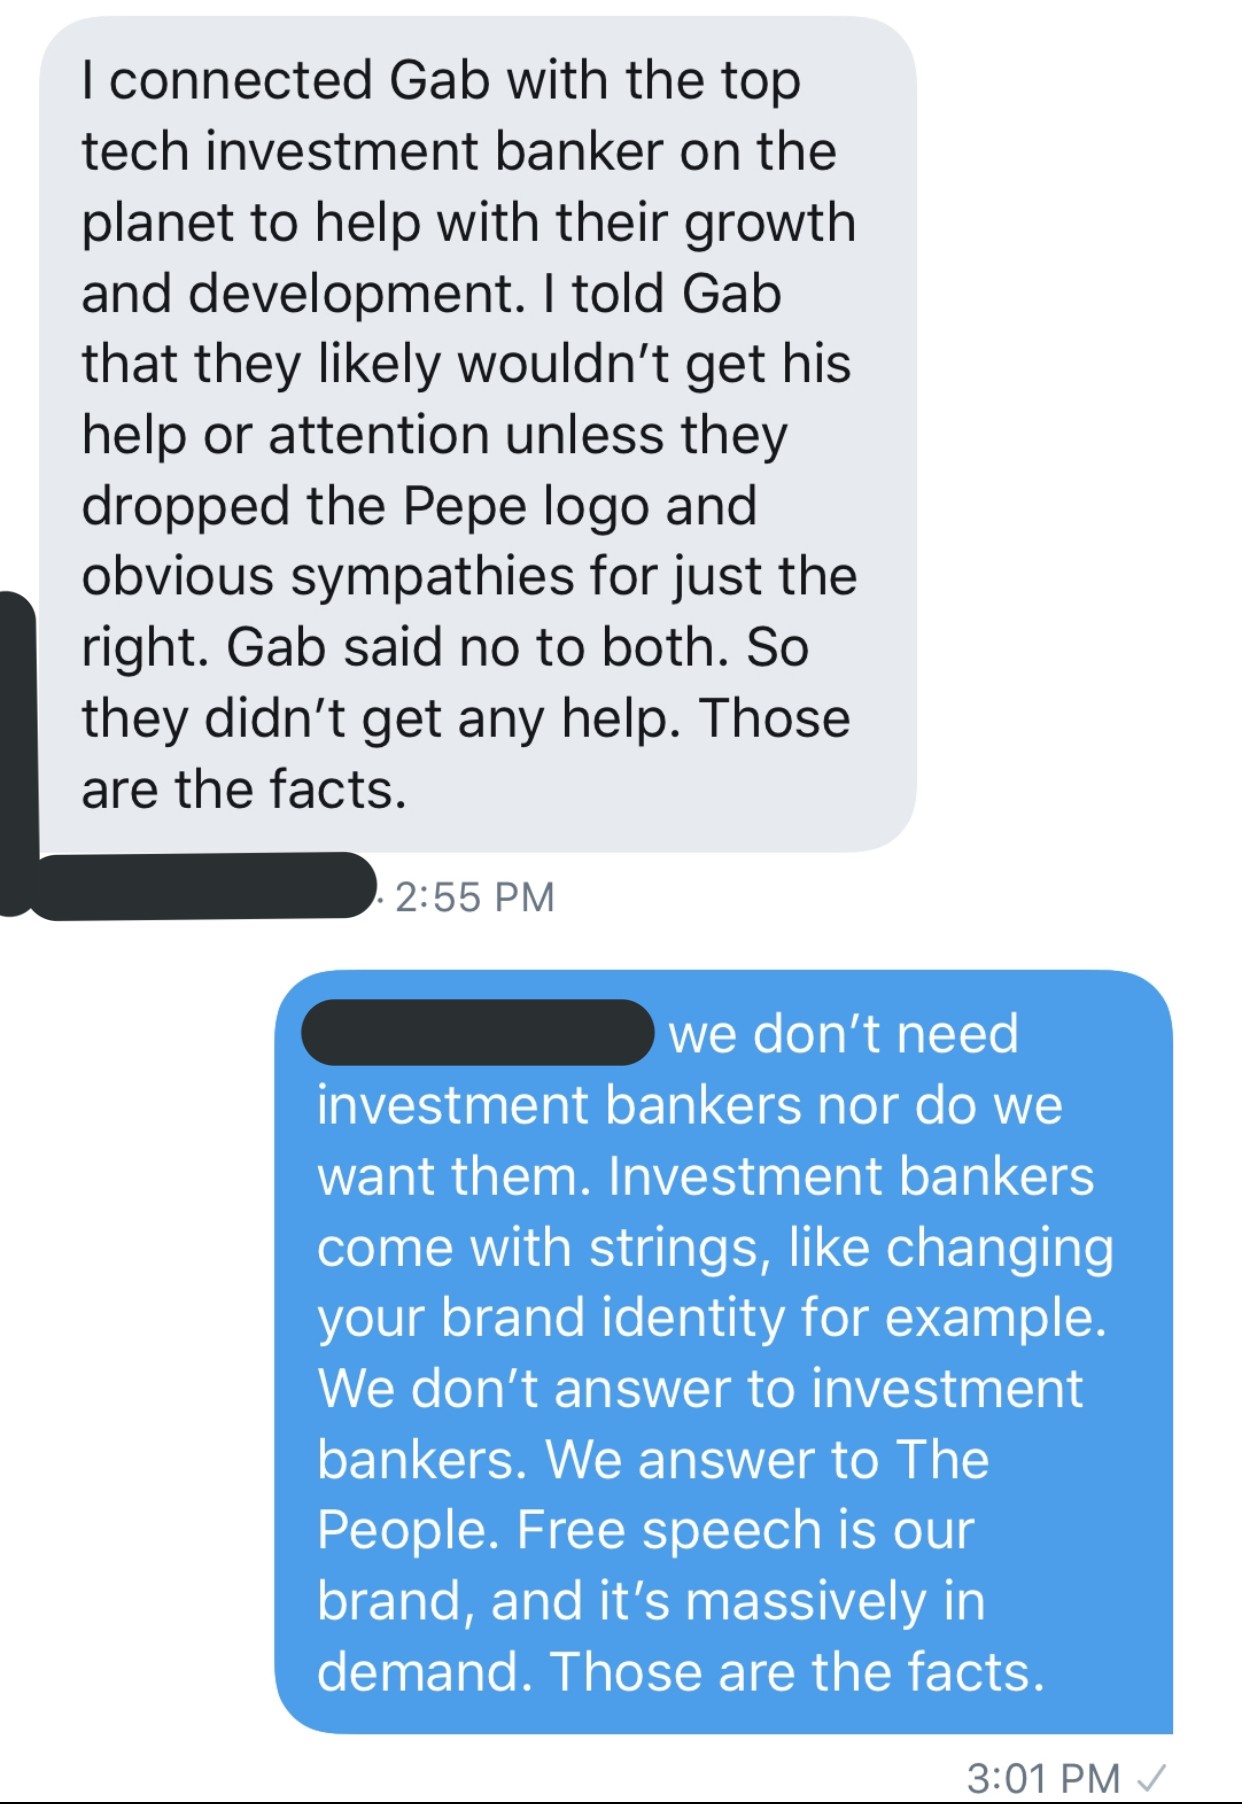 I connected Gab with the top
tech investment banker on the
planet to help with their growth
and development. I told Gab
that they likely wouldn’t get his
help or attention unless they
dropped the Pepe logo and
obvious sympathies for just the
right. Gab said no to both. So
they didn’t get any help. Those
are the facts.
· 2:55 PM
we don’t need
investment bankers nor do we
want them. Investment bankers
come with strings, like changing
your brand identity for example.
We don’t answer to investment
bankers. We answer to The
People. Free speech is our
brand, and it’s massively in
demand. Those are the facts.
3:01 PM ✓